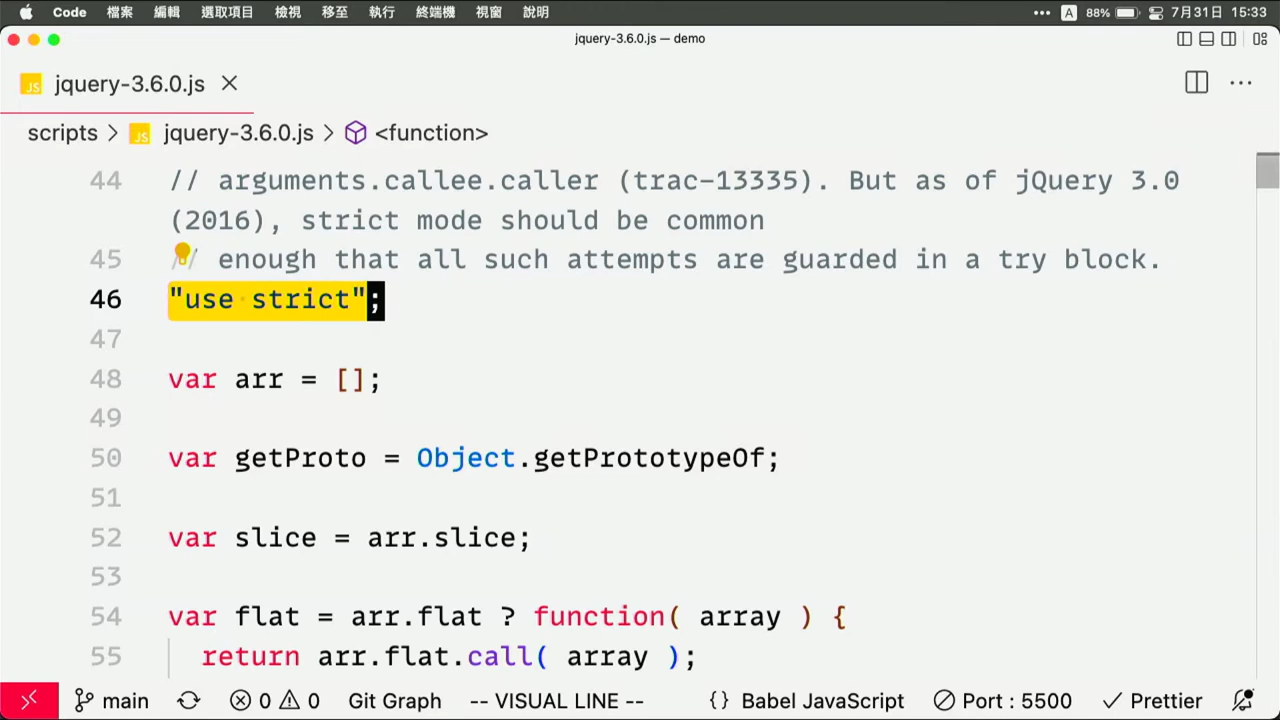 Code 檔案 編輯 選取項目 檢視 移至 執行 終端機 視窗 說明 A 88% 7月31日 15:33
jquery-3.6.0.js — demo
JS jquery-3.6.0.js
scripts > JS jquery-3.6.0.js > <function>
44 // arguments.callee.caller (trac-13335). But as of jQuery 3.0
(2016), strict mode should be common
45 // enough that all such attempts are guarded in a try block.
46 "use strict";
47
48 var arr = [];
49
50 var getProto = Object.getPrototypeOf;
51
52 var slice = arr.slice;
53
54 var flat = arr.flat ? function( array ) {
55 return arr.flat.call( array );
main 0 0 Git Graph -- VISUAL LINE -- {} Babel JavaScript Port : 5500 Prettier